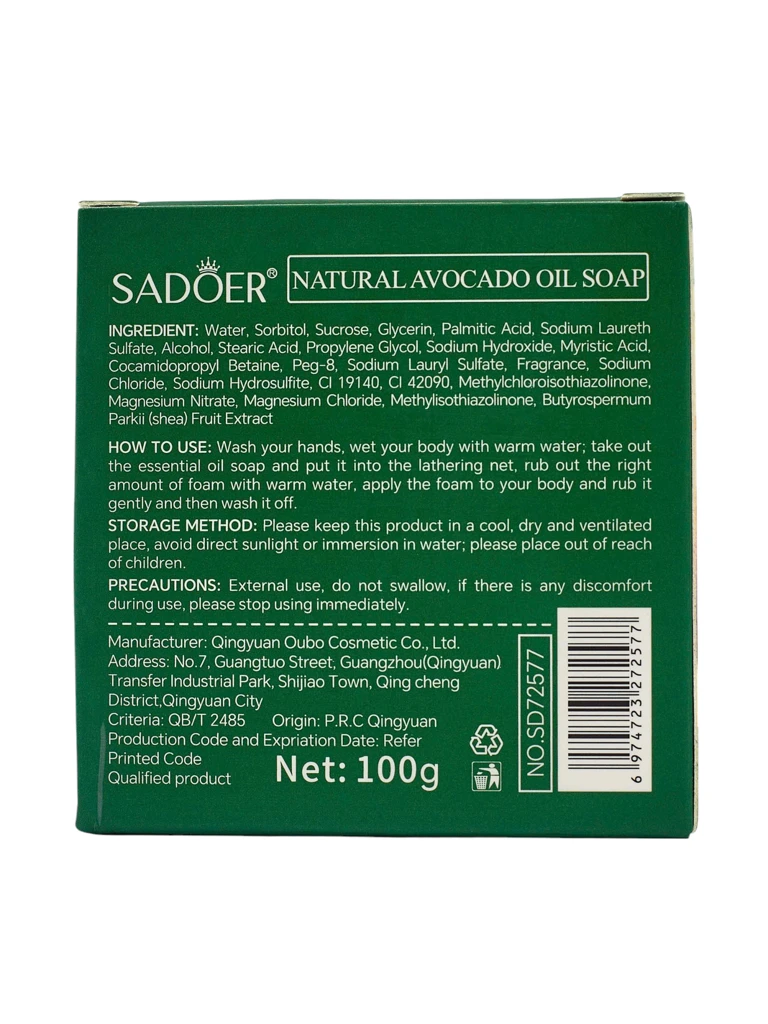 SADOER® NATURAL AVOCADO OIL SOAP
INGREDIENT: Water, Sorbitol, Sucrose, Glycerin, Palmitic Acid, Sodium Laureth
Sulfate, Alcohol, Stearic Acid, Propylene Glycol, Sodium Hydroxide, Myristic Acid,
Cocamidopropyl Betaine, Peg-8, Sodium Lauryl Sulfate, Fragrance, Sodium
Chloride, Sodium Hydrosulfite, CI 19140, CI 42090, Methylchloroisothiazolinone,
Magnesium Nitrate, Magnesium Chloride, Methylisothiazolinone, Butyrospermum
Parkii (shea) Fruit Extract
HOW TO USE: Wash your hands, wet your body with warm water; take out
the essential oil soap and put it into the lathering net, rub out the right
amount of foam with warm water, apply the foam to your body and rub it
gently and then wash it off.
STORAGE METHOD: Please keep this product in a cool, dry and ventilated
place, avoid direct sunlight or immersion in water; please place out of reach
of children.
PRECAUTIONS: External use, do not swallow, if there is any discomfort
during use, please stop using immediately.
Manufacturer: Qingyuan Oubo Cosmetic Co., Ltd.
Address: No.7, Guangtuo Street, Guangzhou(Qingyuan)
Transfer Industrial Park, Shijiao Town, Qing cheng
District,Qingyuan City
Criteria: QB/T 2485 Origin: P.R.C Qingyuan
Production Code and Expriation Date: Refer
Printed Code
Qualified product
Net: 100g
NO.SD72577
6 974723 272577